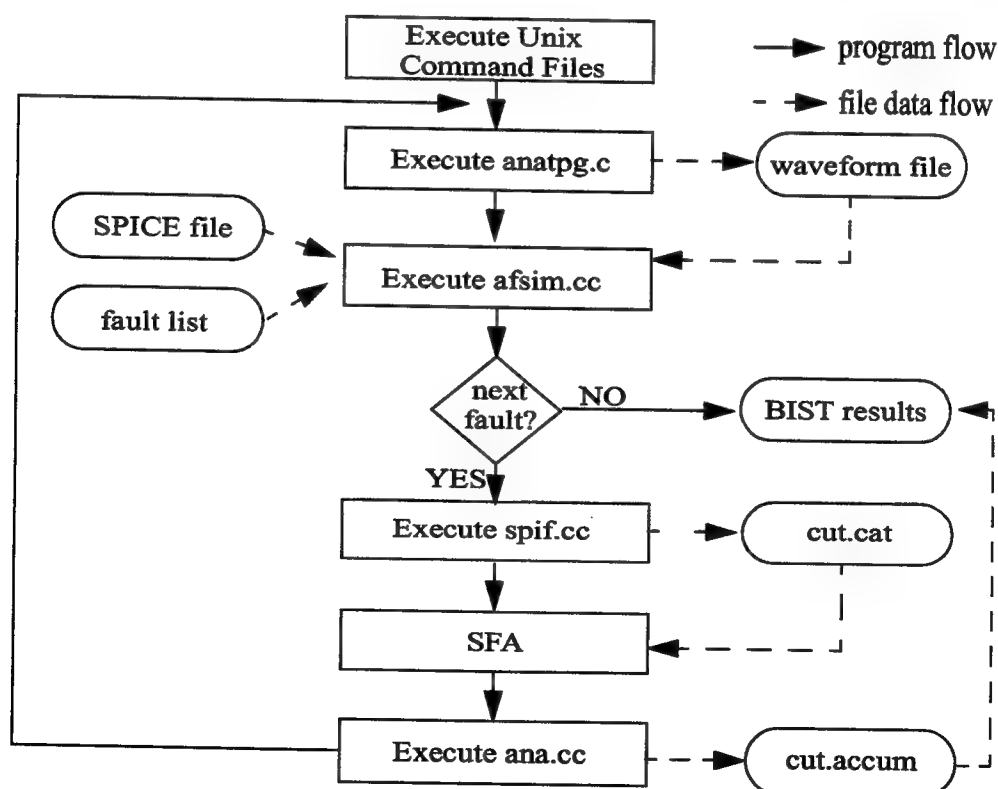 Execute Unix
Command Files
program flow
file data flow
Execute anatpg.c
waveform file
SPICE file
Execute afsim.cc
fault list
next
fault?
NO
BIST results
YES
Execute spif.cc
cut.cat
SFA
Execute ana.cc
cut.accum